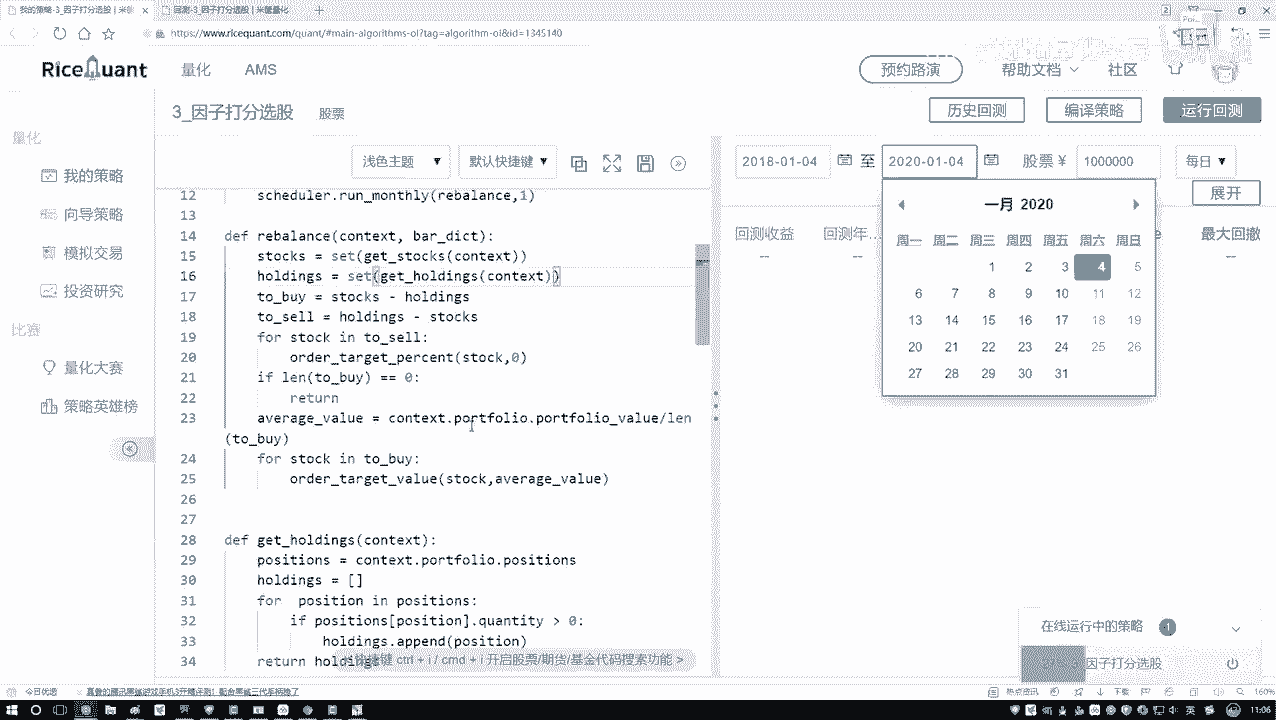 我的策略-3_因子打分选股
https://www.ricequant.com/quant/#main-algorithms-ol?tag=algorithm-ol&id=1345140
RiceQuant 量化 AMS 预约路演 帮助文档 社区
3_因子打分选股 股票 历史回测 编译策略 运行回测
量化
我的策略
向导策略
模拟交易
投资研究
比赛
量化大赛
策略英雄榜
浅色主题 默认快捷键
12 scheduler.run_monthly(rebalance,1)
13
14 def rebalance(context, bar_dict):
15 stocks = set(get_stocks(context))
16 holdings = set(get_holdings(context))
17 to_buy = stocks - holdings
18 to_sell = holdings - stocks
19 for stock in to_sell:
20 order_target_percent(stock,0)
21 if len(to_buy) == 0:
22 return
23 average_value = context.portfolio.portfolio_value/len
(to_buy)
24 for stock in to_buy:
25 order_target_value(stock,average_value)
26
27
28 def get_holdings(context):
29 positions = context.portfolio.positions
30 holdings = []
31 for position in positions:
32 if positions[position].quantity > 0:
33 holdings.append(position)
34 return holdings
快捷键 ctrl + i / cmd + i 开启股票/期货/基金代码搜索功能 >
2018-01-04 至 2020-01-04 股票 ¥ 1000000 每日
展开
回测收益 回测年... 最大回撤
-- -- --
一月 2020
周一 周二 周三 周四 周五 周六 周日
1 2 3 4 5
6 7 8 9 10 11 12
13 14 15 16 17 18 19
20 21 22 23 24 25 26
27 28 29 30 31
在线运行中的策略 1
因子打分选股
今日优选
热点资讯 下载 160%
英 11:06